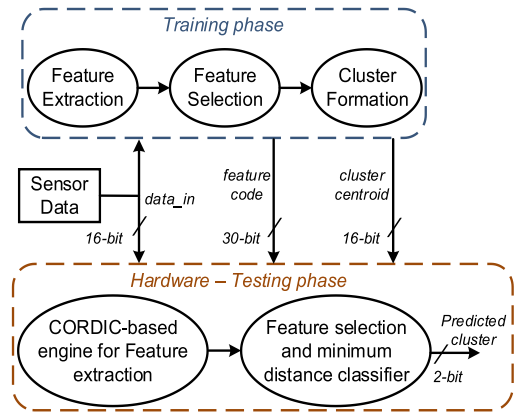 Training phase
Feature
Extraction
Feature
Selection
Cluster
Formation
Sensor
Data
data_in
16-bit
feature
code
30-bit
cluster
centroid
16-bit
Hardware – Testing phase
CORDIC-based
engine for Feature
extraction
Feature selection
and minimum
distance classifier
Predicted
cluster
2-bit